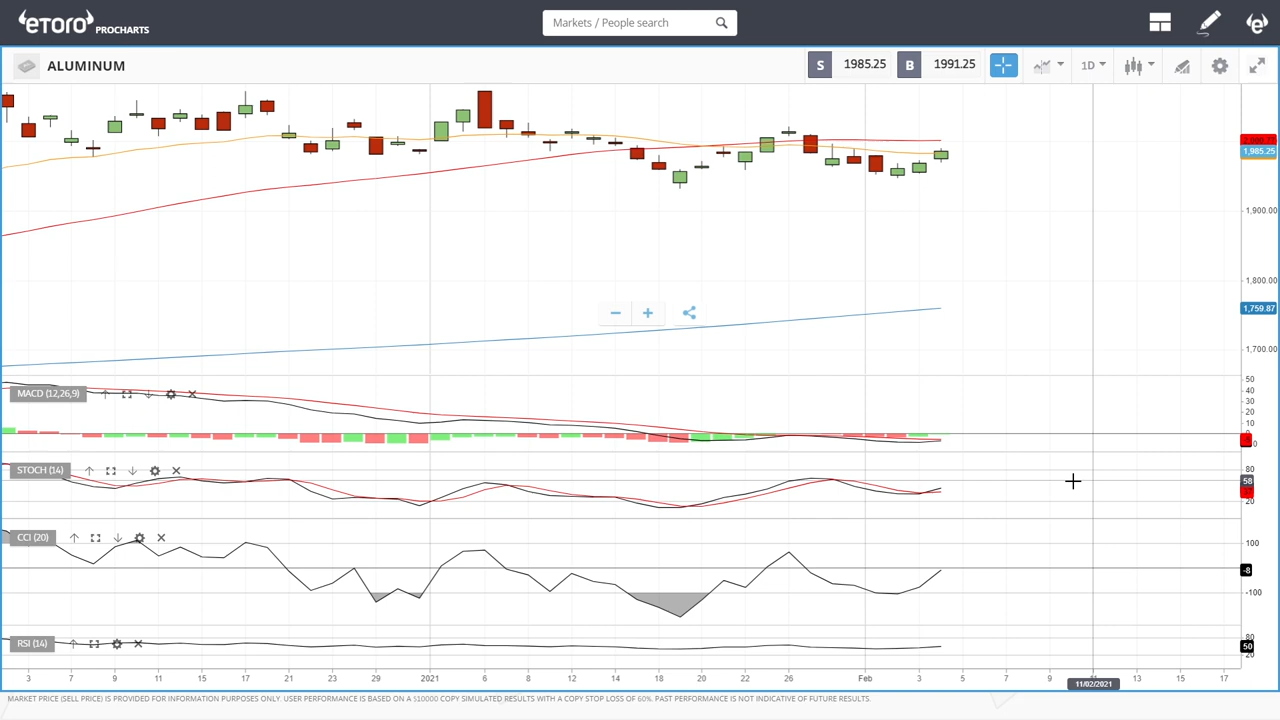 eToro PROCHARTS
Markets / People search
ALUMINUM
S 1985.25 B 1991.25
1D
1,985.25
1,900.00
1,800.00
1,759.87
1,700.00
MACD (12,26,9)
50
40
30
20
10
STOCH (14)
80
58
20
CCI (20)
100
-8
-100
RSI (14)
80
50
20
3 7 9 11 15 17 21 23 29 2021 6 8 12 14 18 20 22 26 Feb 3 5 7 9 11 13 15 17
11/02/2021
MARKET PRICE (SELL PRICE) IS PROVIDED FOR INFORMATION PURPOSES ONLY. USER PERFORMANCE IS BASED ON A $10000 COPY SIMULATED RESULTS WITH A COPY STOP LOSS OF 60%. PAST PERFORMANCE IS NOT INDICATIVE OF FUTURE RESULTS.